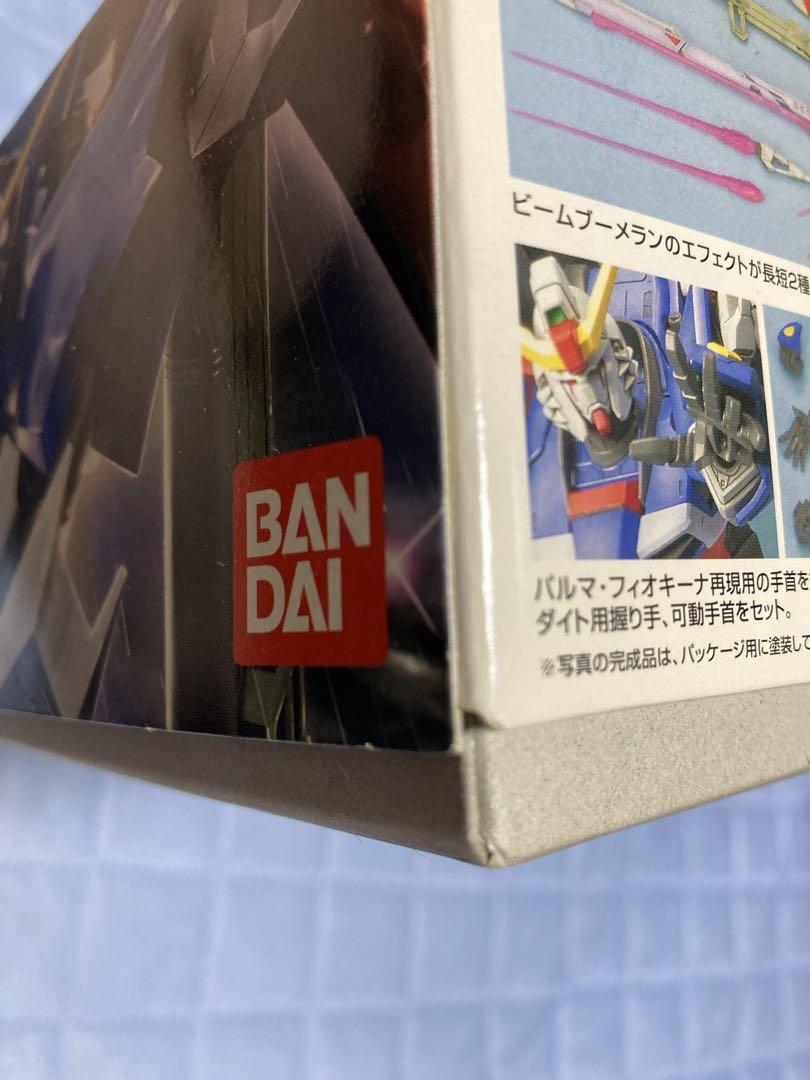 ビームブーメランのエフェクトが長短2種
BAN
DAI
パルマ・フィオキーナ再現用の手首を
ダイト用握り手、可動手首をセット。
※写真の完成品は、パッケージ用に塗装して